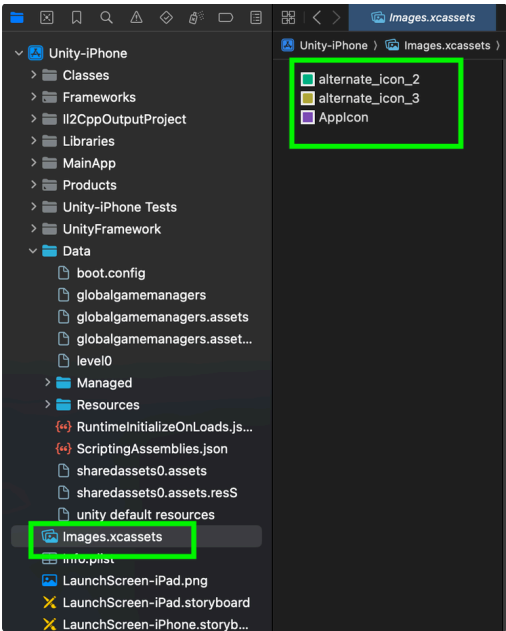 Images.xcassets
Unity-iPhone 〉 Images.xcassets 〉
Unity-iPhone
Classes
Frameworks
Il2CppOutputProject
Libraries
MainApp
Products
Unity-iPhone Tests
UnityFramework
Data
boot.config
globalgamemanagers
globalgamemanagers.assets
globalgamemanagers.asset...
level0
Managed
Resources
RuntimeInitializeOnLoads.js...
ScriptingAssemblies.json
sharedassets0.assets
sharedassets0.assets.resS
unity default resources
Images.xcassets
Info.plist
LaunchScreen-iPad.png
LaunchScreen-iPad.storyboard
LaunchScreen-iPhone.storyb...
alternate_icon_2
alternate_icon_3
AppIcon